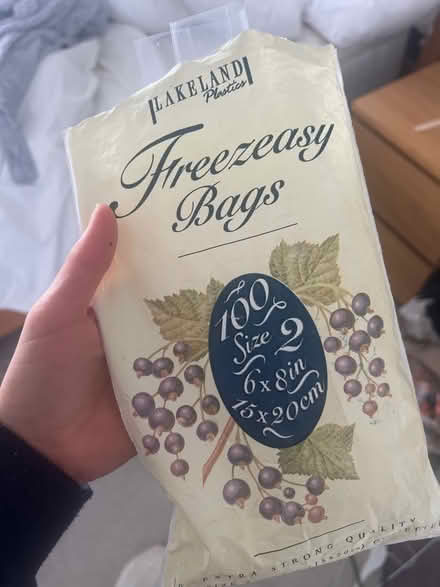 LAKELAND
Plastics
Freezeasy
Bags
100
Size 2
6 x 8in
15 x 20cm
EXTRA STRONG QUALITY